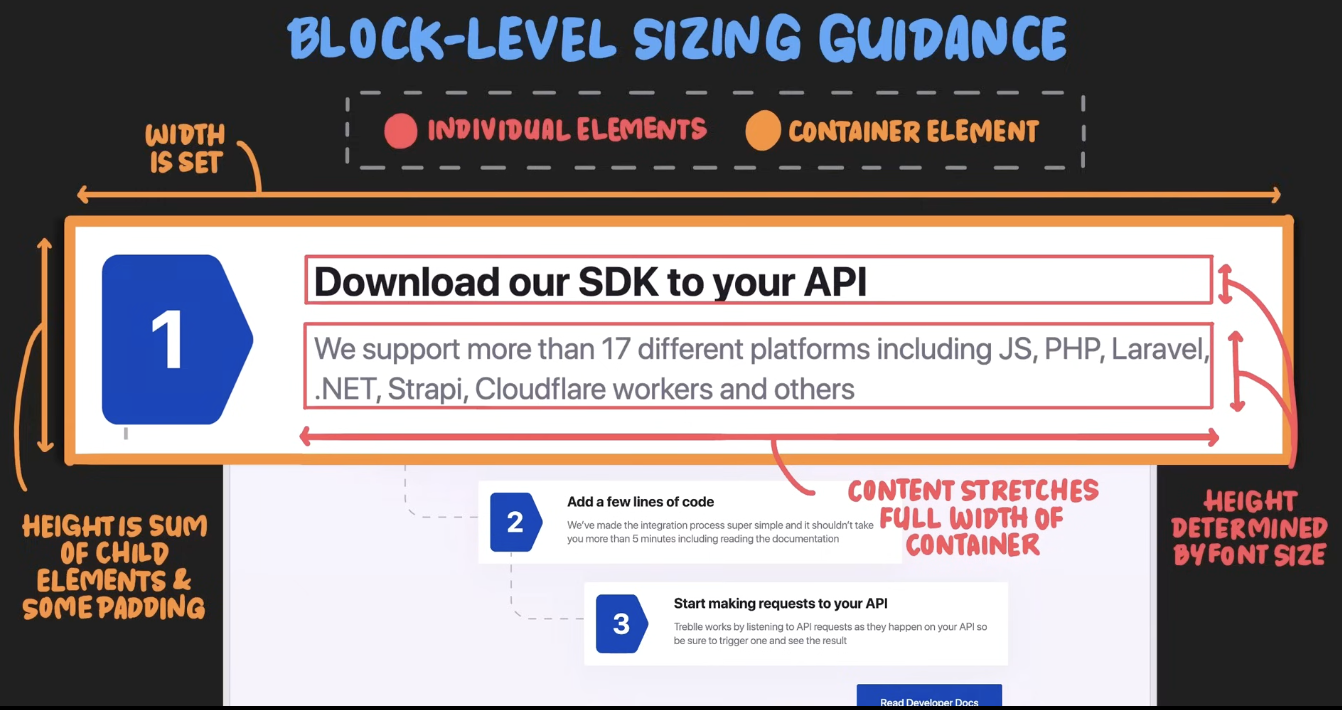 BLOCK-LEVEL SIZING GUIDANCE
INDIVIDUAL ELEMENTS
CONTAINER ELEMENT
WIDTH
IS SET
1
Download our SDK to your API
We support more than 17 different platforms including JS, PHP, Laravel,
.NET, Strapi, Cloudflare workers and others
HEIGHT IS SUM
OF CHILD
ELEMENTS &
SOME PADDING
CONTENT STRETCHES
FULL WIDTH OF
CONTAINER
HEIGHT
DETERMINED
BY FONT SIZE
2
Add a few lines of code
We've made the integration process super simple and it shouldn't take
you more than 5 minutes including reading the documentation
3
Start making requests to your API
Treblle works by listening to API requests as they happen on your API so
be sure to trigger one and see the result
Read Developer Docs